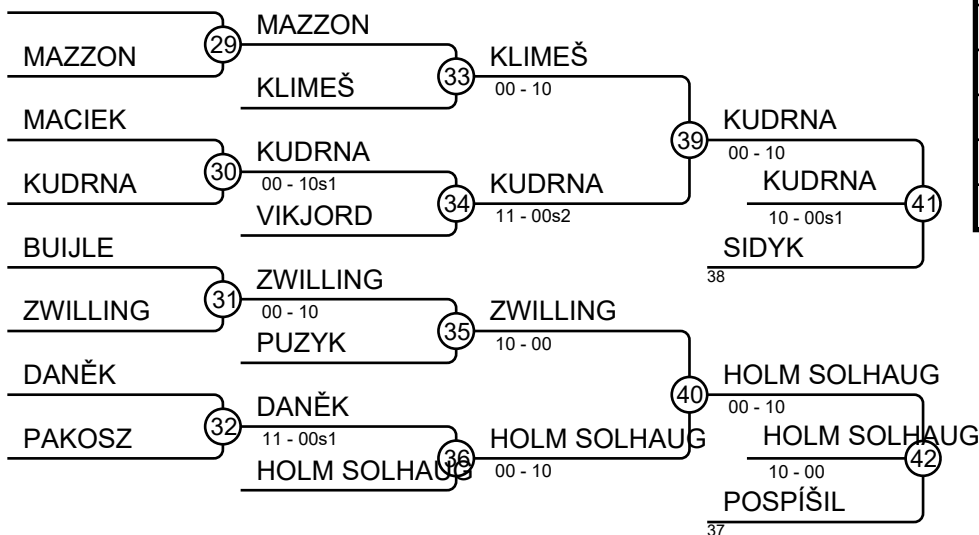 MAZZON
29
MAZZON
KLIMEŠ
33
KLIMEŠ
00 - 10
MACIEK
KUDRNA
30
KUDRNA
00 - 10s1
VIKJORD
34
KUDRNA
11 - 00s2
39
KUDRNA
00 - 10
KUDRNA
10 - 00s1
41
SIDYK
38
BUIJLE
ZWILLING
31
ZWILLING
00 - 10
PUZYK
35
ZWILLING
10 - 00
DANĚK
PAKOSZ
32
DANĚK
11 - 00s1
HOLM SOLHAUG
36
HOLM SOLHAUG
00 - 10
40
HOLM SOLHAUG
00 - 10
HOLM SOLHAUG
10 - 00
42
POSPÍŠIL
37